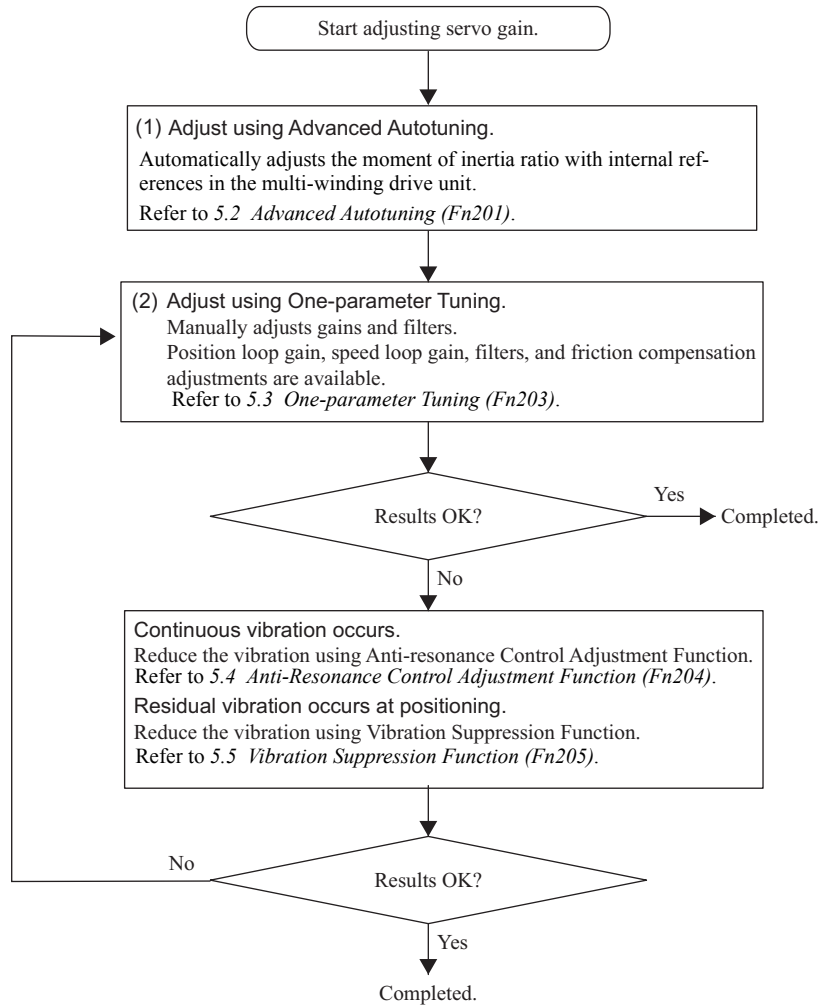 Start adjusting servo gain.
(1) Adjust using Advanced Autotuning.
Automatically adjusts the moment of inertia ratio with internal ref-
erences in the multi-winding drive unit.
Refer to 5.2 Advanced Autotuning (Fn201).
(2) Adjust using One-parameter Tuning.
Manually adjusts gains and filters.
Position loop gain, speed loop gain, filters, and friction compensation
adjustments are available.
Refer to 5.3 One-parameter Tuning (Fn203).
Results OK?
Yes
Completed.
No
Continuous vibration occurs.
Reduce the vibration using Anti-resonance Control Adjustment Function.
Refer to 5.4 Anti-Resonance Control Adjustment Function (Fn204).
Residual vibration occurs at positioning.
Reduce the vibration using Vibration Suppression Function.
Refer to 5.5 Vibration Suppression Function (Fn205).
No
Results OK?
Yes
Completed.